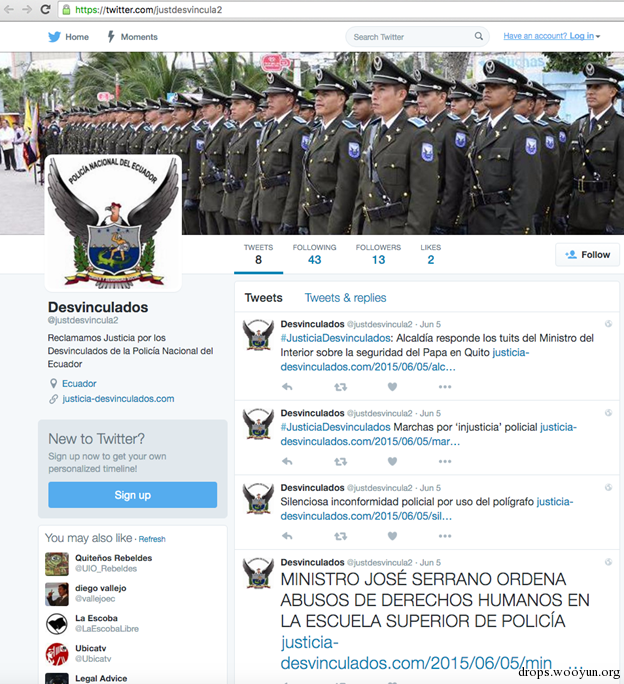 https://twitter.com/justdesvincula2
Home
Moments
Search Twitter
Have an account? Log in
POLICÍA NACIONAL DEL ECUADOR
TWEETS
8
FOLLOWING
43
FOLLOWERS
13
LIKES
2
Follow
Desvinculados
@justdesvincula2
Reclamamos Justicia por los
Desvinculados de la Policía Nacional del
Ecuador
Ecuador
justicia-desvinculados.com
New to Twitter?
Sign up now to get your own
personalized timeline!
Sign up
You may also like · Refresh
Quiteños Rebeldes
@UIO_Rebeldes
diego vallejo
@vallejoec
La Escoba
@LaEscobaLibre
Ubicatv
@Ubicatv
Legal Advice
Tweets
Tweets & replies
Desvinculados @justdesvincula2 · Jun 5
#JusticiaDesvinculados: Alcaldía responde los tuits del Ministro del
Interior sobre la seguridad del Papa en Quito justicia-
desvinculados.com/2015/06/05/alc…
Desvinculados @justdesvincula2 · Jun 5
#JusticiaDesvinculados Marchas por ‘injusticia’ policial justicia-
desvinculados.com/2015/06/05/mar…
Desvinculados @justdesvincula2 · Jun 5
Silenciosa inconformidad policial por uso del polígrafo justicia-
desvinculados.com/2015/06/05/sil…
Desvinculados @justdesvincula2 · Jun 5
MINISTRO JOSÉ SERRANO ORDENA
ABUSOS DE DERECHOS HUMANOS EN
LA ESCUELA SUPERIOR DE POLICÍA
justicia-
desvinculados.com/2015/06/05/min…
drops.wooyun.org